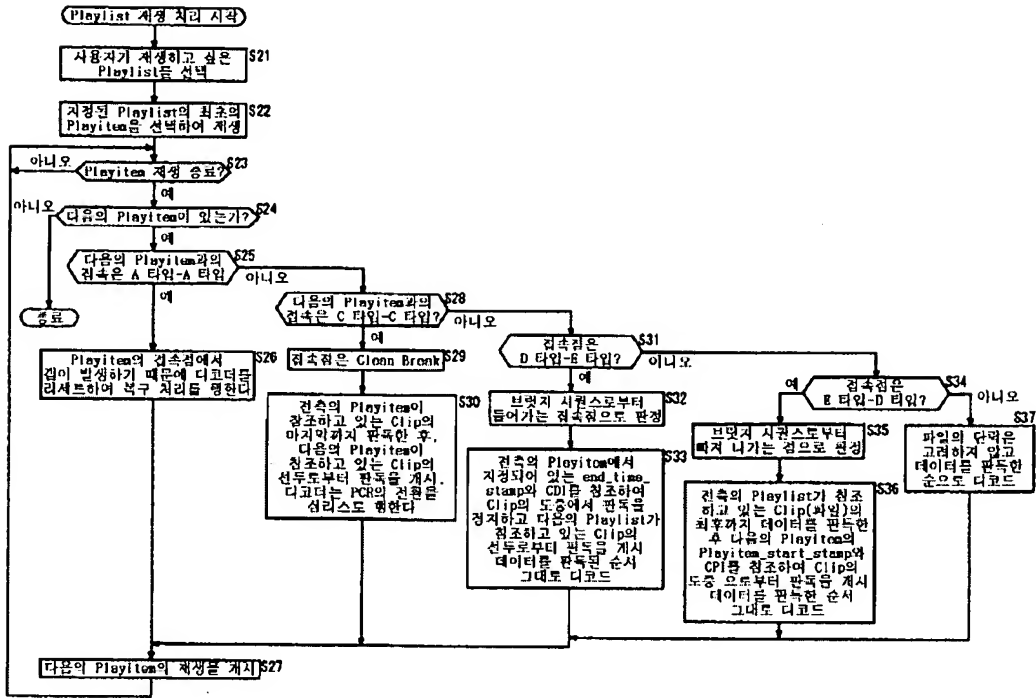 Playlist 재생 처리 시작
사용자가 재생하고 싶은
Playlist를 선택
S21
지정된 Playlist의 최초의
Playitem을 선택하여 재생
S22
아니오
Playitem 재생 종료?
S23
예
아니오
다음의 Playitem이 있는가?
S24
예
다음의 Playitem과의
접속은 A 타입-A 타입
S25
아니오
예
종료
다음의 Playitem과의
접속은 C 타입-C 타입?
S28
아니오
예
접속점은
D 타입-E 타입?
S31
아니오
예
접속점은
E 타입-D 타입?
S34
예
아니오
Playitem의 접속점에서
갭이 발생하기 때문에 디코더를
리세트하여 복구 처리를 행한다
S26
접속점은 Clean Break
S29
전측의 Playitem이
참조하고 있는 Clip의
마지막까지 판독한 후,
다음의 Playitem이
참조하고 있는 Clip의
선두로부터 판독을 개시,
디코더는 PCR의 전환을
심리스로 행한다
S30
브릿지 시퀀스로부터
들어가는 접속점으로 판정
S32
전측의 Playitem에서
지정되어 있는 end_time_
stamp와 CDI를 참조하여
Clip의 도중에서 판독을
정지하고 다음의 Playlist가
참조하고 있는 Clip의
선두로부터 판독을 개시
데이터를 판독된 순서
그대로 디코드
S33
브릿지 시퀀스로부터
빠져 나가는 점으로 판정
S35
전측의 Playlist가 참조
하고 있는 Clip(파일)의
최후까지 데이터를 판독한
후 다음의 Playitem의
Playitem_start_stamp와
CPI를 참조하여 Clip의
도중 으로부터 판독을 개시
데이터를 판독한 순서
그대로 디코드
S36
파일의 단락은
고려하지 않고
데이터를 판독한
순으로 디코드
S37
다음의 Playitem의 재생을 개시
S27